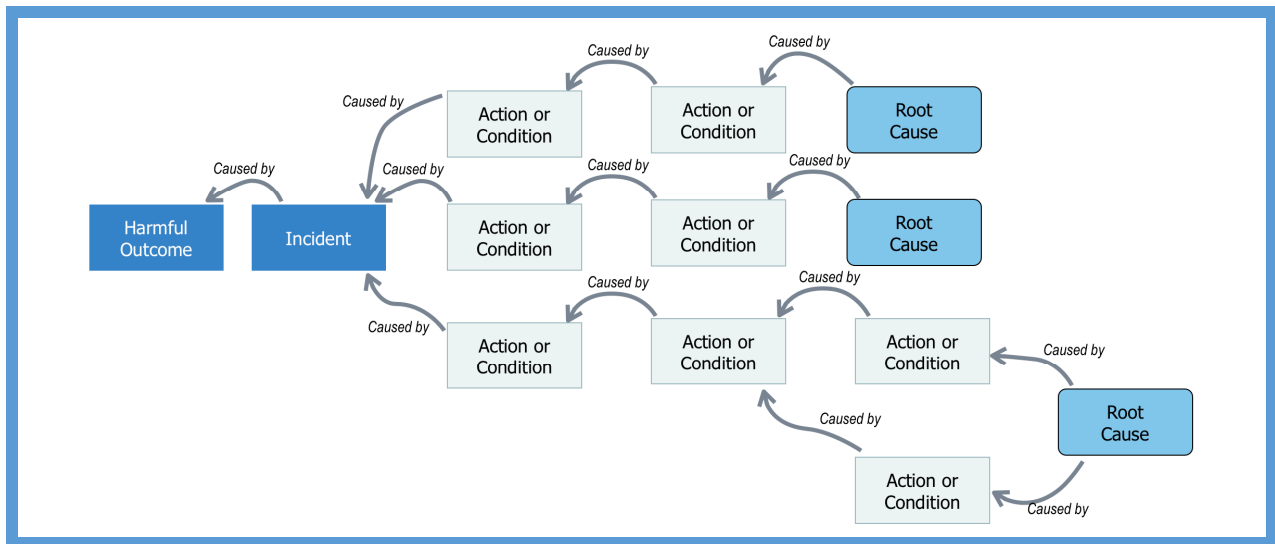 Caused by
Caused by
Root
Cause
Action or
Condition
Action or
Condition
Caused by
Caused by
Caused by
Caused by
Caused by
Root
Cause
Action or
Condition
Action or
Condition
Harmful
Outcome
Incident
Caused by
Caused by
Caused by
Action or
Condition
Action or
Condition
Action or
Condition
Caused by
Root
Cause
Caused by
Action or
Condition
Caused by